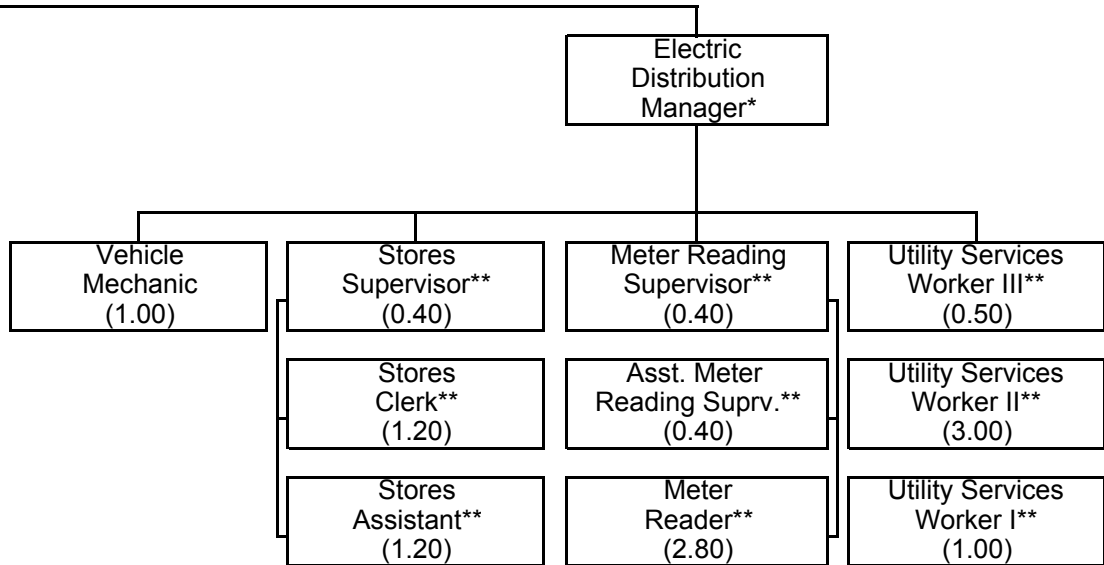 Electric
Distribution
Manager*
Vehicle
Mechanic
(1.00)
Stores
Supervisor**
(0.40)
Meter Reading
Supervisor**
(0.40)
Utility Services
Worker III**
(0.50)
Stores
Clerk**
(1.20)
Asst. Meter
Reading Suprv.**
(0.40)
Utility Services
Worker II**
(3.00)
Stores
Assistant**
(1.20)
Meter
Reader**
(2.80)
Utility Services
Worker I**
(1.00)